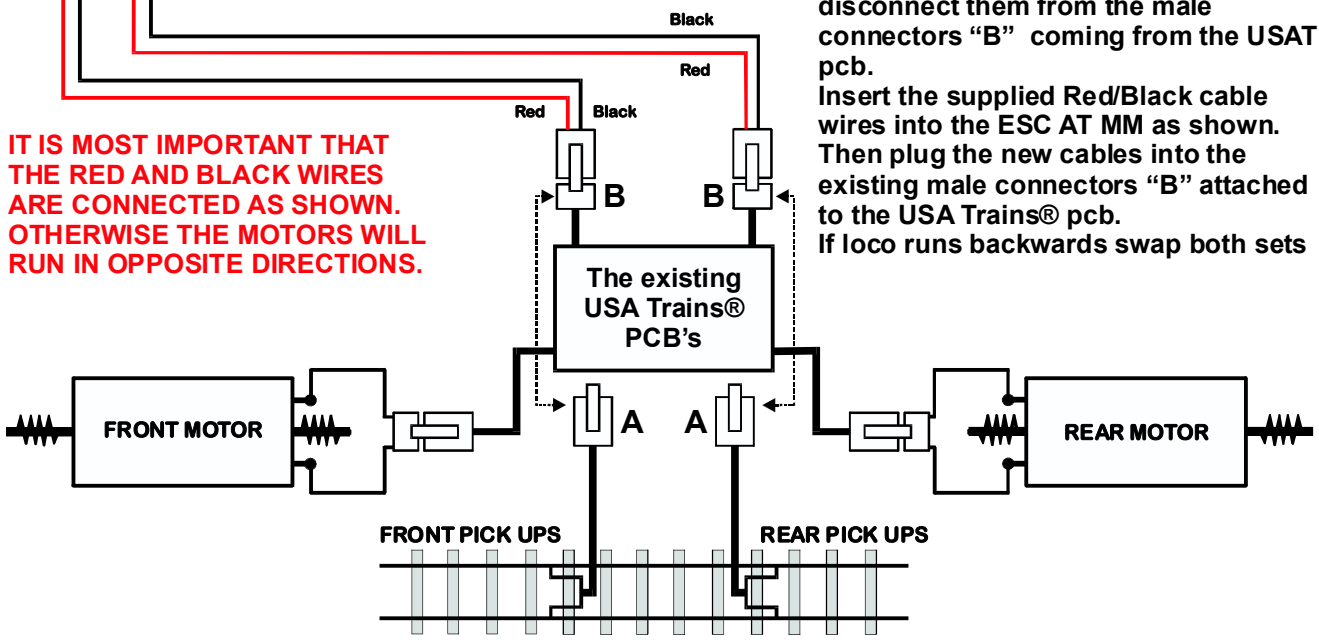 Black
Red
Red
Black
disconnect them from the male
connectors “B” coming from the USAT
pcb.
Insert the supplied Red/Black cable
wires into the ESC AT MM as shown.
Then plug the new cables into the
existing male connectors “B” attached
to the USA Trains® pcb.
If loco runs backwards swap both sets
IT IS MOST IMPORTANT THAT
THE RED AND BLACK WIRES
ARE CONNECTED AS SHOWN.
OTHERWISE THE MOTORS WILL
RUN IN OPPOSITE DIRECTIONS.
B
B
The existing
USA Trains®
PCB’s
A
A
FRONT MOTOR
REAR MOTOR
FRONT PICK UPS
REAR PICK UPS